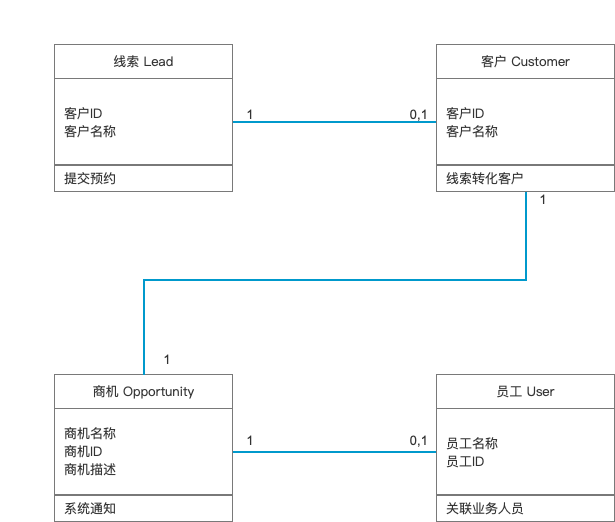 线索 Lead
客户ID
客户名称
提交预约
1
0,1
客户 Customer
客户ID
客户名称
线索转化客户
1
1
商机 Opportunity
商机名称
商机ID
商机描述
系统通知
1
0,1
员工 User
员工名称
员工ID
关联业务人员